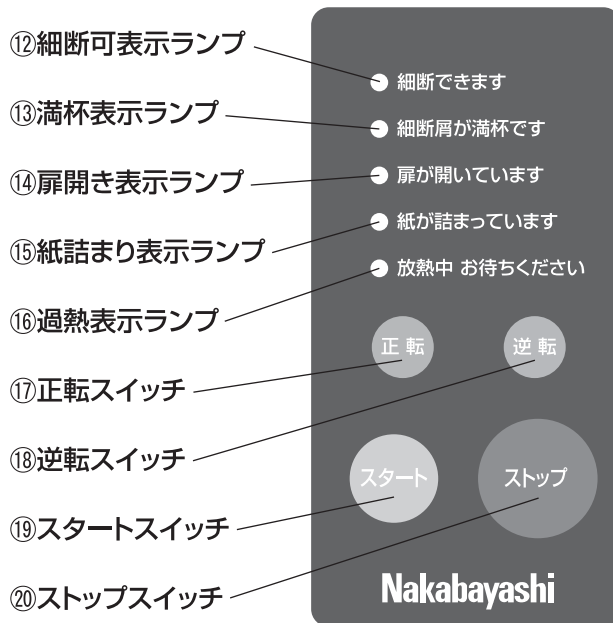 ⑫細断可表示ランプ
⑬満杯表示ランプ
⑭扉開き表示ランプ
⑮紙詰まり表示ランプ
⑯過熱表示ランプ
⑰正転スイッチ
⑱逆転スイッチ
⑲スタートスイッチ
⑳ストップスイッチ
細断できます
細断屑が満杯です
扉が開いています
紙が詰まっています
放熱中 お待ちください
正 転
逆 転
スタート
ストップ
Nakabayashi